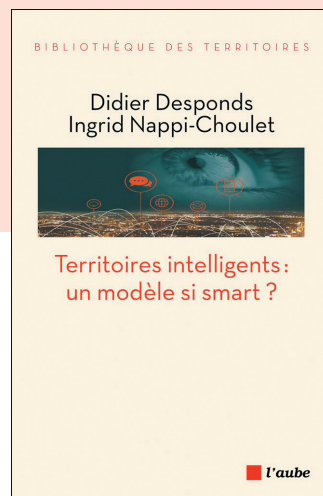 BIBLIOTHÈQUE DES TERRITOIRES
Didier Desponds
Ingrid Nappi-Choulet
Territoires intelligents :
un modèle si smart ?
l'aube